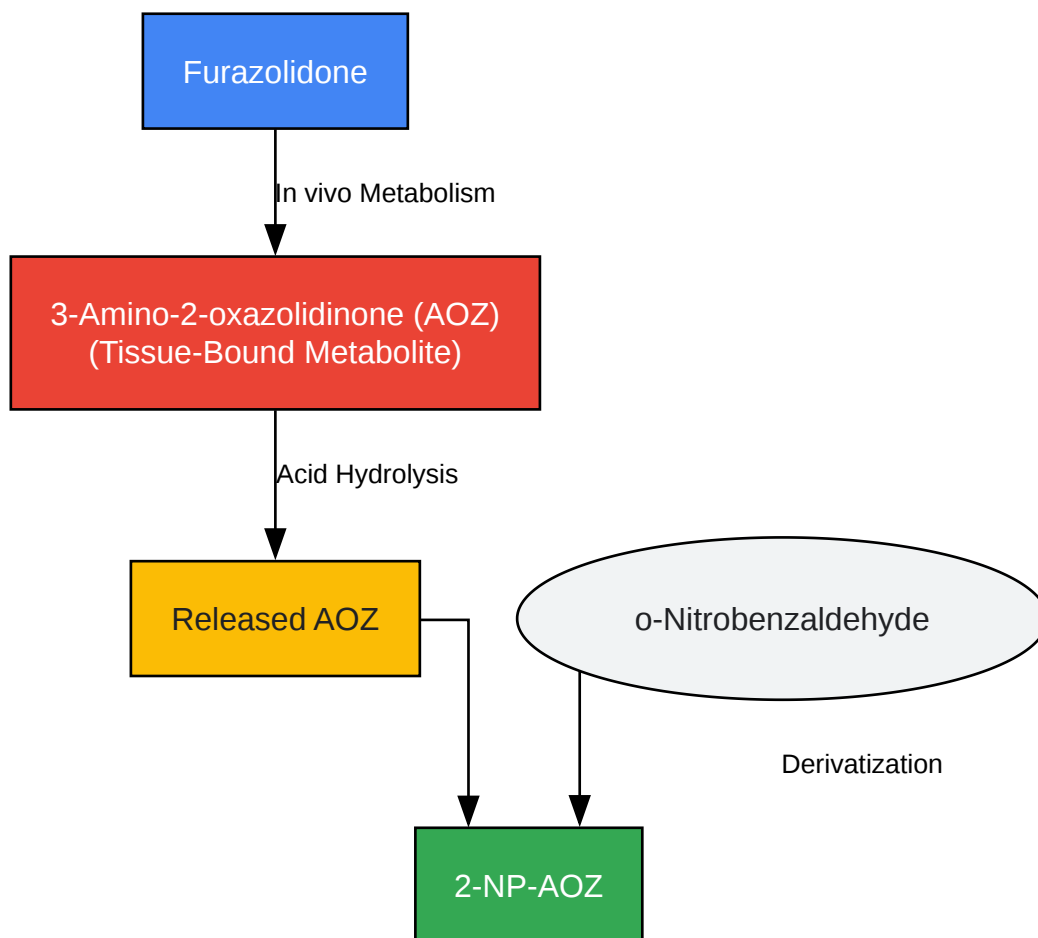 Furazolidone
In vivo Metabolism
3-Amino-2-oxazolidinone (AOZ)
(Tissue-Bound Metabolite)
Acid Hydrolysis
Released AOZ
o-Nitrobenzaldehyde
Derivatization
2-NP-AOZ